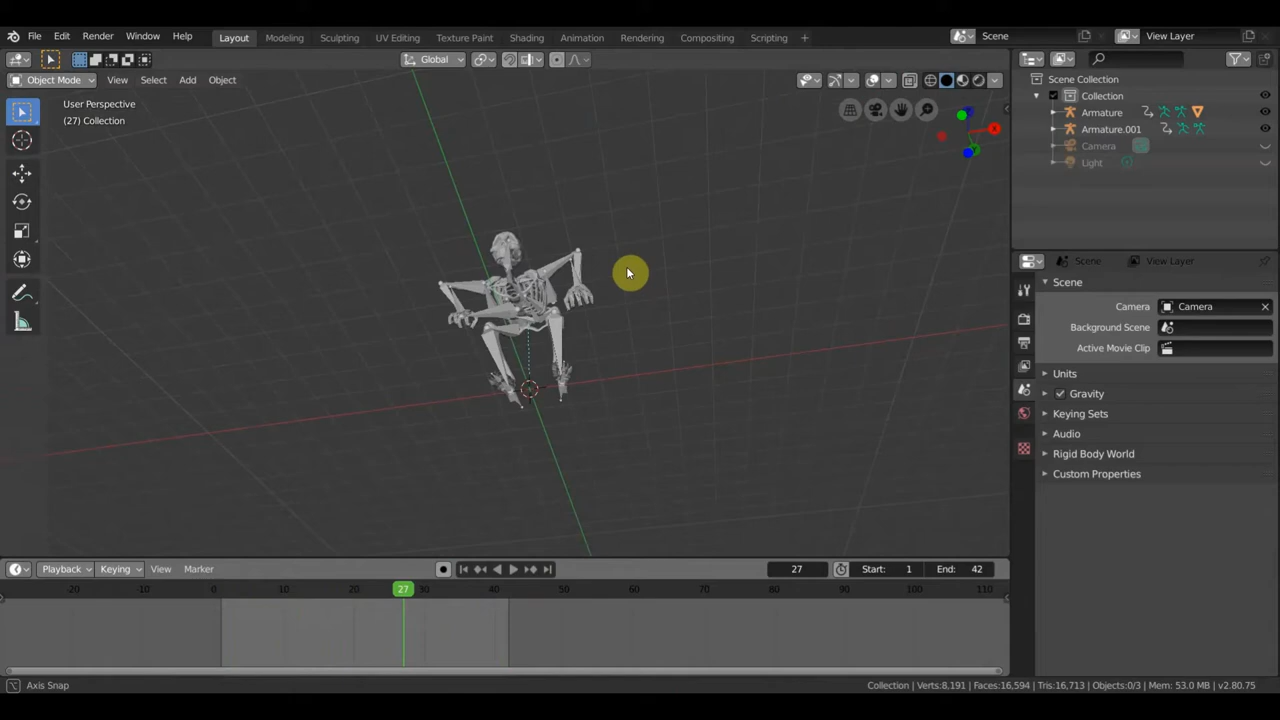 File Edit Render Window Help Layout Modeling Sculpting UV Editing Texture Paint Shading Animation Rendering Compositing Scripting Scene View Layer
Global
Object Mode View Select Add Object
User Perspective
(27) Collection
Scene Collection
Collection
Armature
Armature.001
Camera
Light
X
Scene View Layer
Scene
Camera Camera
Background Scene
Active Movie Clip
Units
Gravity
Keying Sets
Audio
Rigid Body World
Custom Properties
Playback Keying View Marker 27 Start: 1 End: 42
-20 -10 0 20 27 30 40 50 60 70 80 90 100 110
Axis Snap
Collection | Verts:8,191 | Faces:16,594 | Tris:16,713 | Objects:0/3 | Mem: 53.0 MB | v2.80.75